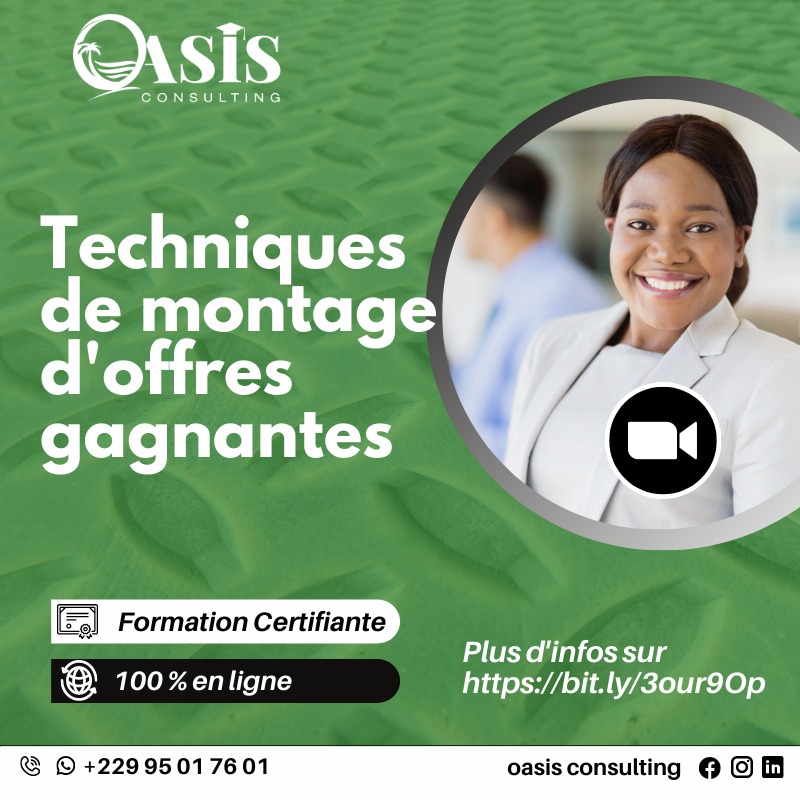 OASIS
CONSULTING
Techniques
de montage
d'offres
gagnantes
Formation Certifiante
100 % en ligne
Plus d'infos sur
https://bit.ly/3our9Op
+229 95 01 76 01
oasis consulting